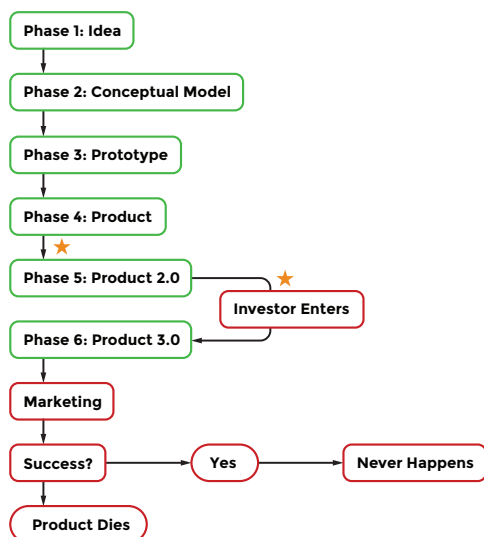 Phase 1: Idea
Phase 2: Conceptual Model
Phase 3: Prototype
Phase 4: Product
Phase 5: Product 2.0
Investor Enters
Phase 6: Product 3.0
Marketing
Success?
Yes
Never Happens
Product Dies